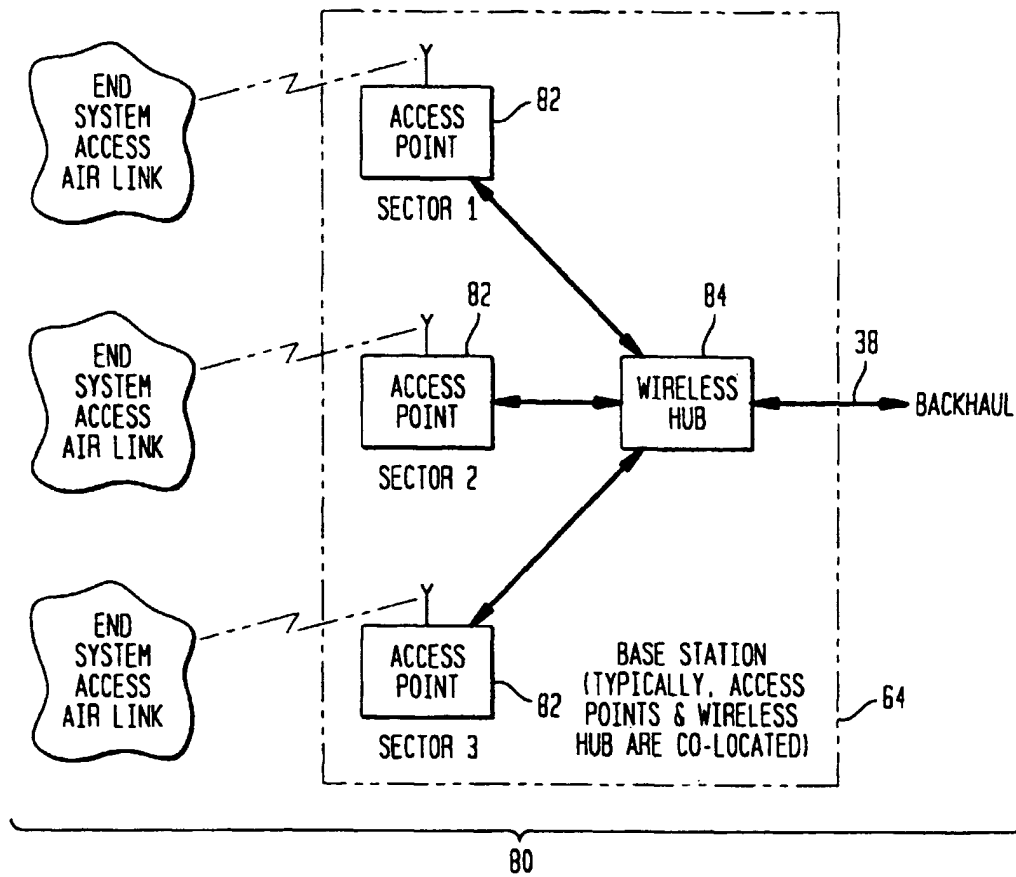 END
SYSTEM
ACCESS
AIR LINK
ACCESS
POINT
82
SECTOR 1
END
SYSTEM
ACCESS
AIR LINK
82
ACCESS
POINT
SECTOR 2
84
WIRELESS
HUB
38
BACKHAUL
END
SYSTEM
ACCESS
AIR LINK
ACCESS
POINT
82
SECTOR 3
BASE STATION
(TYPICALLY, ACCESS
POINTS & WIRELESS
HUB ARE CO-LOCATED)
64
80